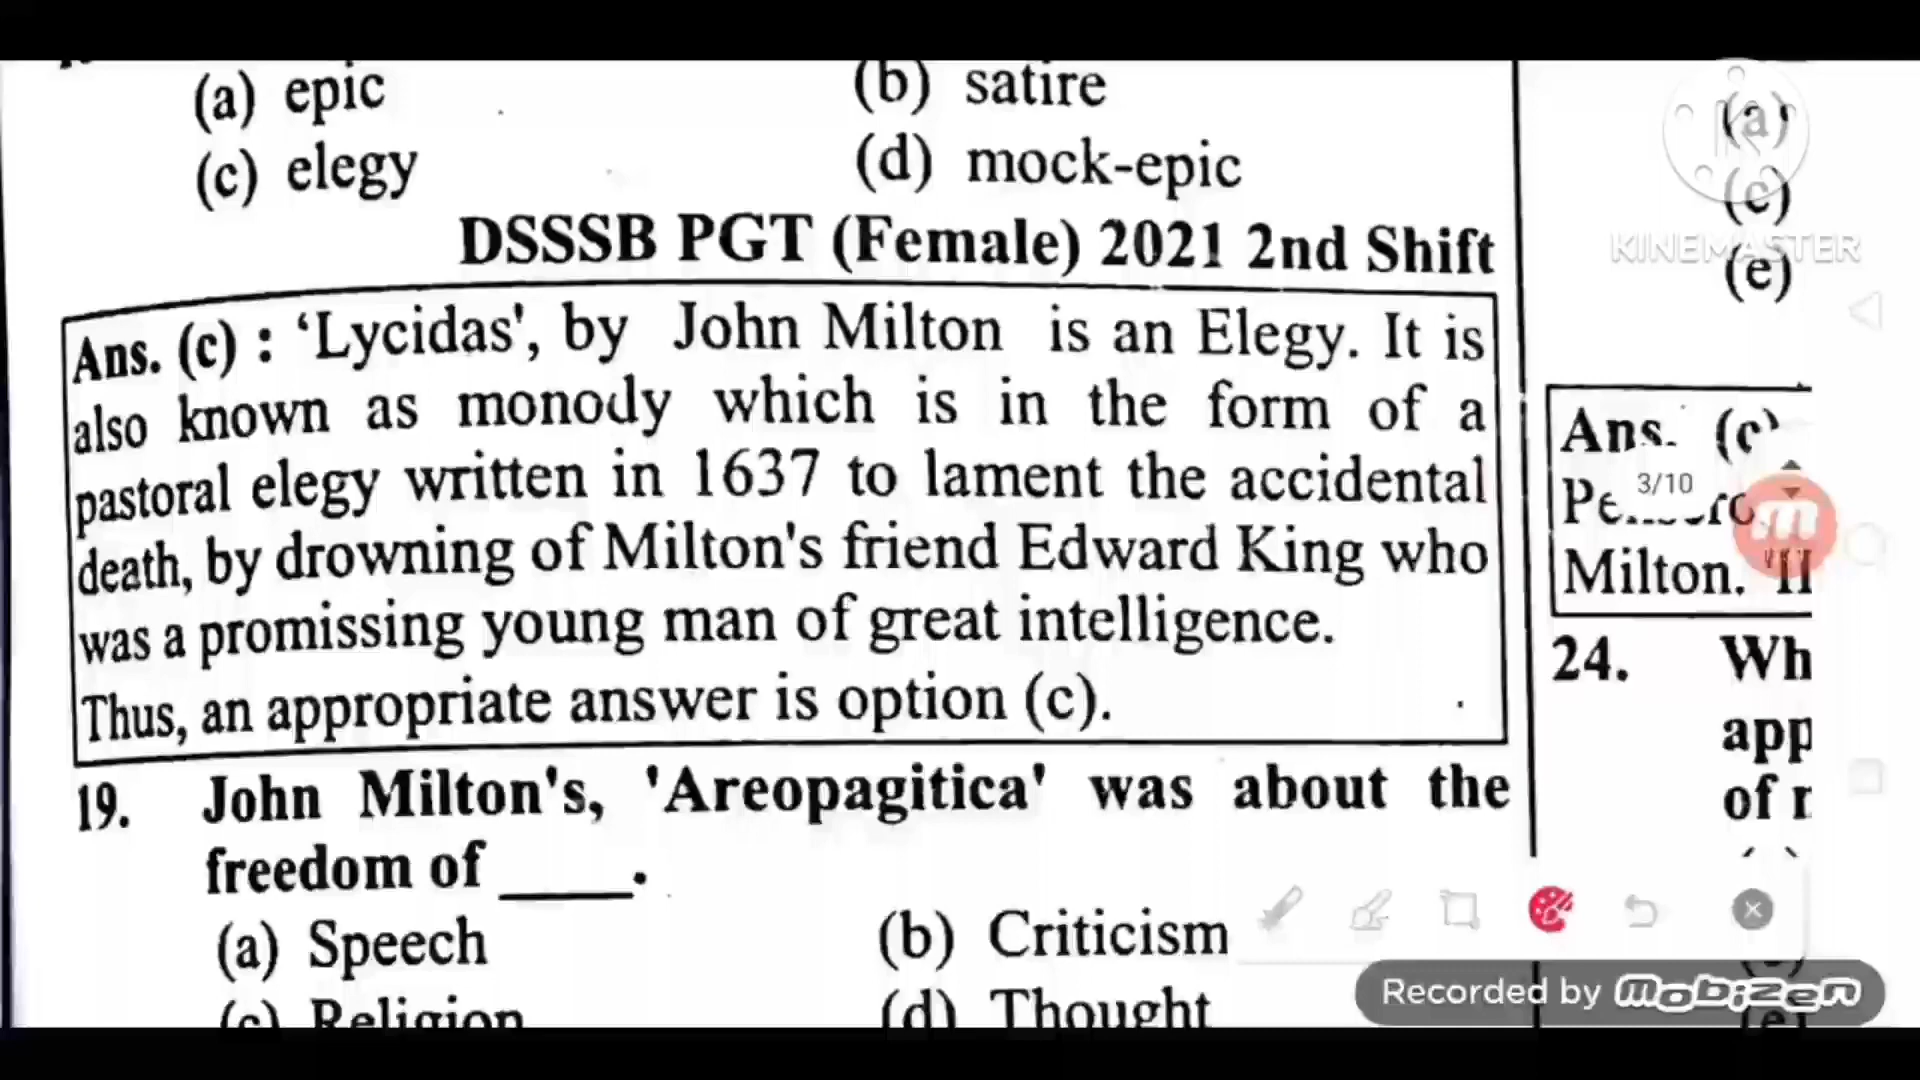 (a) epic (b) satire
(c) elegy (d) mock-epic
DSSSB PGT (Female) 2021 2nd Shift
Ans. (c) : ‘Lycidas', by John Milton is an Elegy. It is
also known as monody which is in the form of a
pastoral elegy written in 1637 to lament the accidental
death, by drowning of Milton's friend Edward King who
was a promissing young man of great intelligence.
Thus, an appropriate answer is option (c).
19. John Milton's, 'Areopagitica' was about the
freedom of ____.
(a) Speech (b) Criticism
(c) Religion (d) Thought
(a)
(c)
(e)
KINEMASTER
Ans. (c)
3/10
Milton.
24. Wh
app
of
Recorded by mobizen
(e)